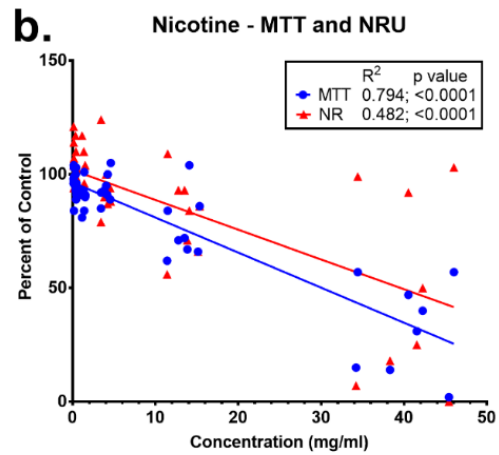 b.
Nicotine - MTT and NRU
R² p value
MTT 0.794; <0.0001
NR 0.482; <0.0001
Percent of Control
150
100
50
0
0 10 20 30 40 50
Concentration (mg/ml)